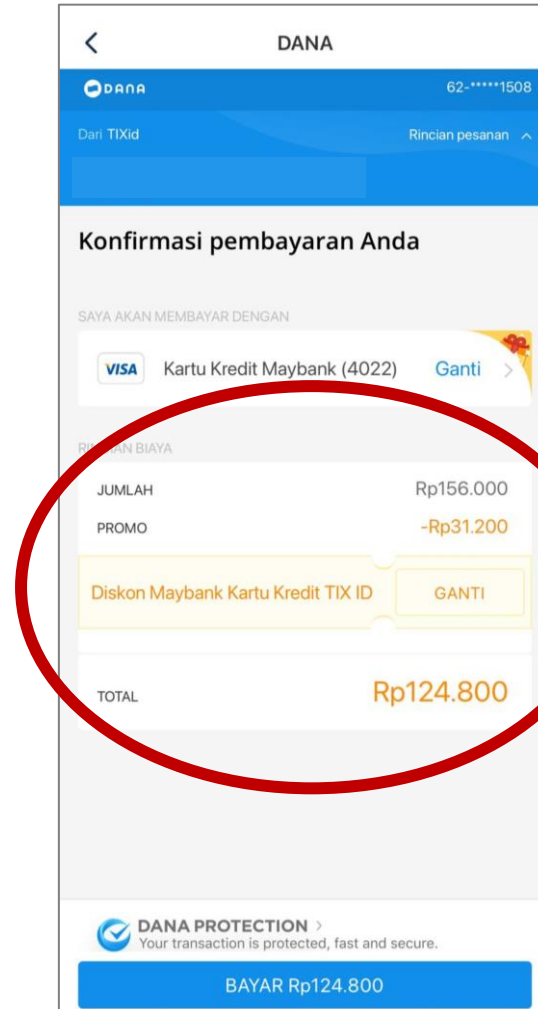 DANA
DANA 62-*****1508
Dari TIXid Rincian pesanan
Konfirmasi pembayaran Anda
SAYA AKAN MEMBAYAR DENGAN
VISA Kartu Kredit Maybank (4022) Ganti
BIAYA
JUMLAH Rp156.000
PROMO -Rp31.200
Diskon Maybank Kartu Kredit TIX ID GANTI
TOTAL Rp124.800
DANA PROTECTION
Your transaction is protected, fast and secure.
BAYAR Rp124.800